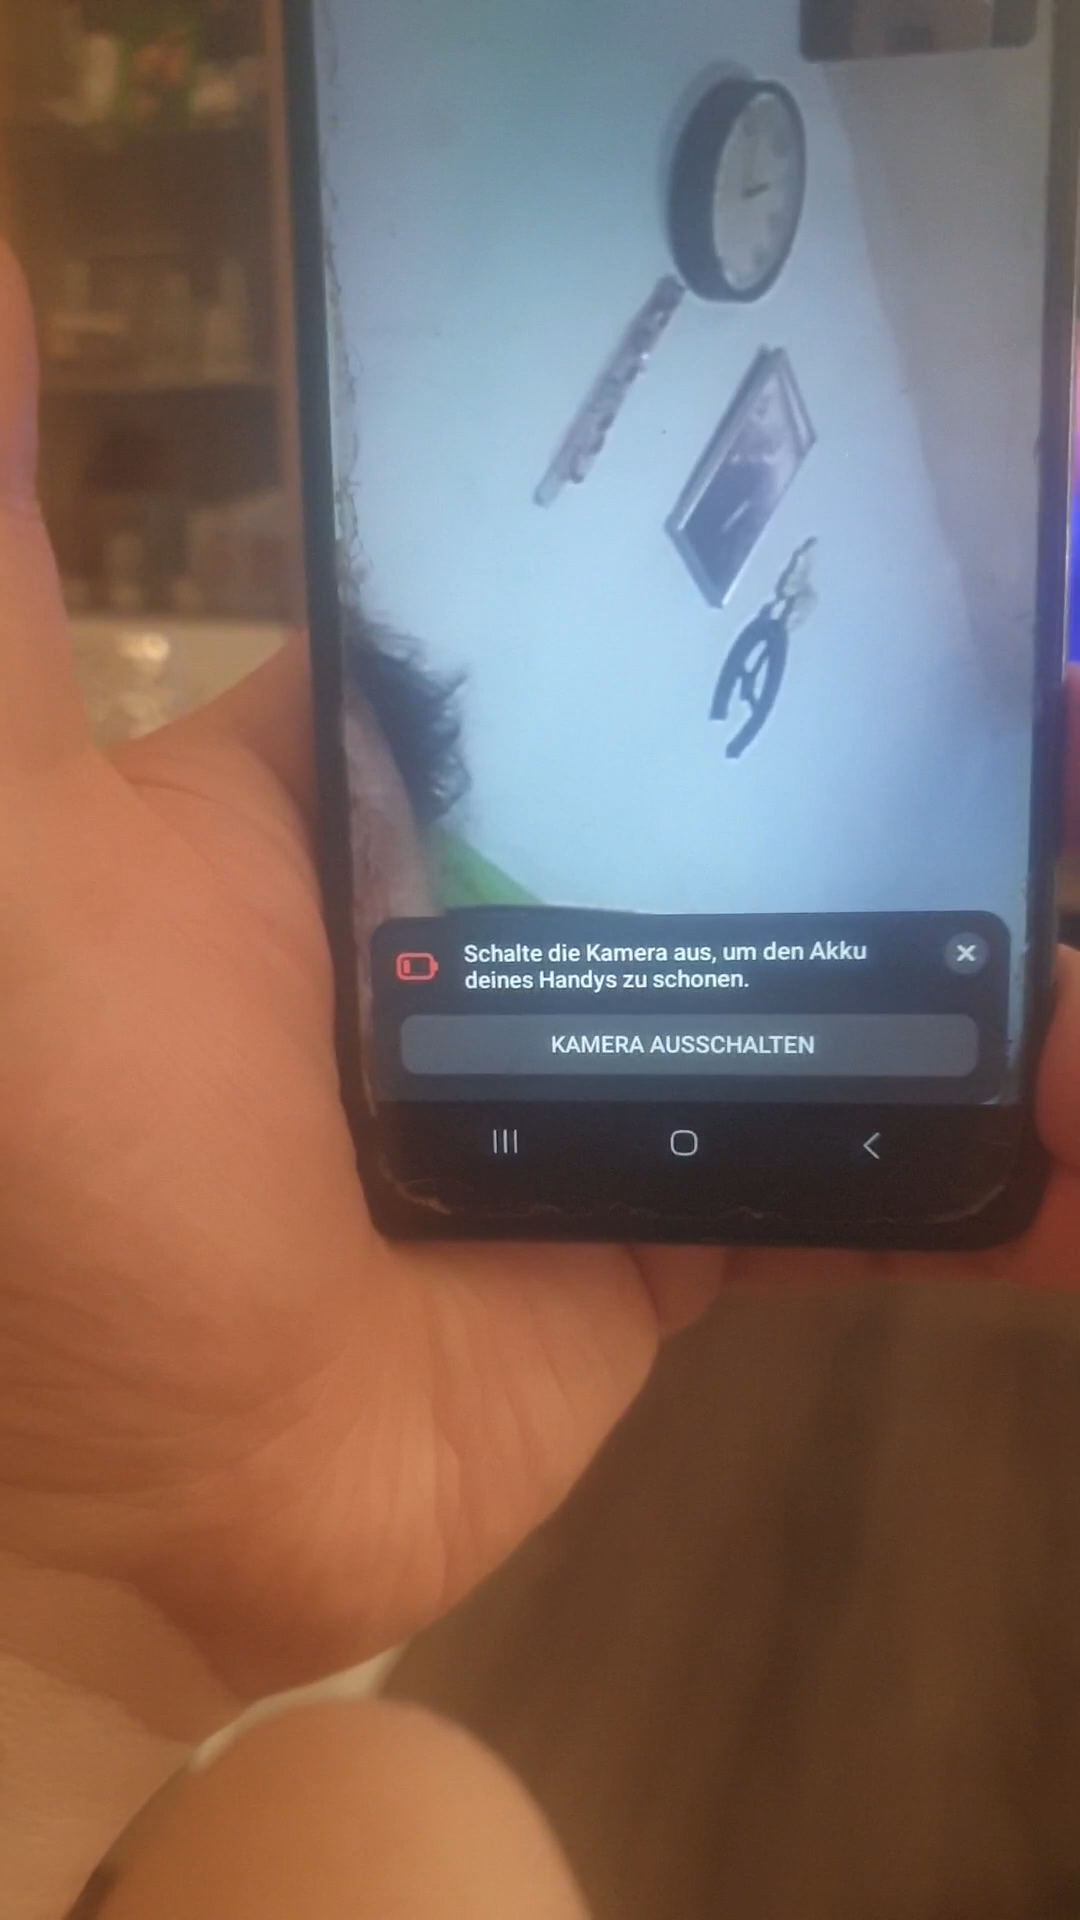 Schalte die Kamera aus, um den Akku
deines Handys zu schonen.
KAMERA AUSSCHALTEN